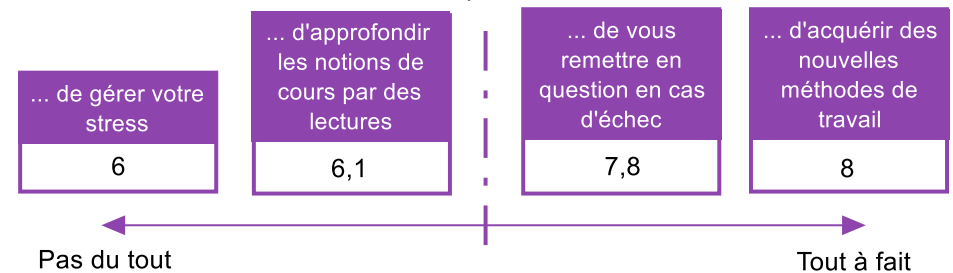 ... de gérer votre
stress
6
... d'approfondir
les notions de
cours par des
lectures
6,1
... de vous
remettre en
question en cas
d'échec
7,8
... d'acquérir des
nouvelles
méthodes de
travail
8
Pas du tout
Tout à fait